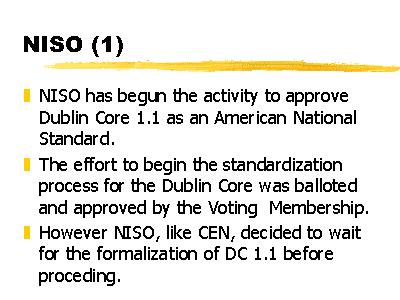 NISO (1)
NISO has begun the activity to approve
Dublin Core 1.1 as an American National
Standard.
The effort to begin the standardization
process for the Dublin Core was balloted
and approved by the Voting Membership.
However NISO, like CEN, decided to wait
for the formalization of DC 1.1 before
proceding.